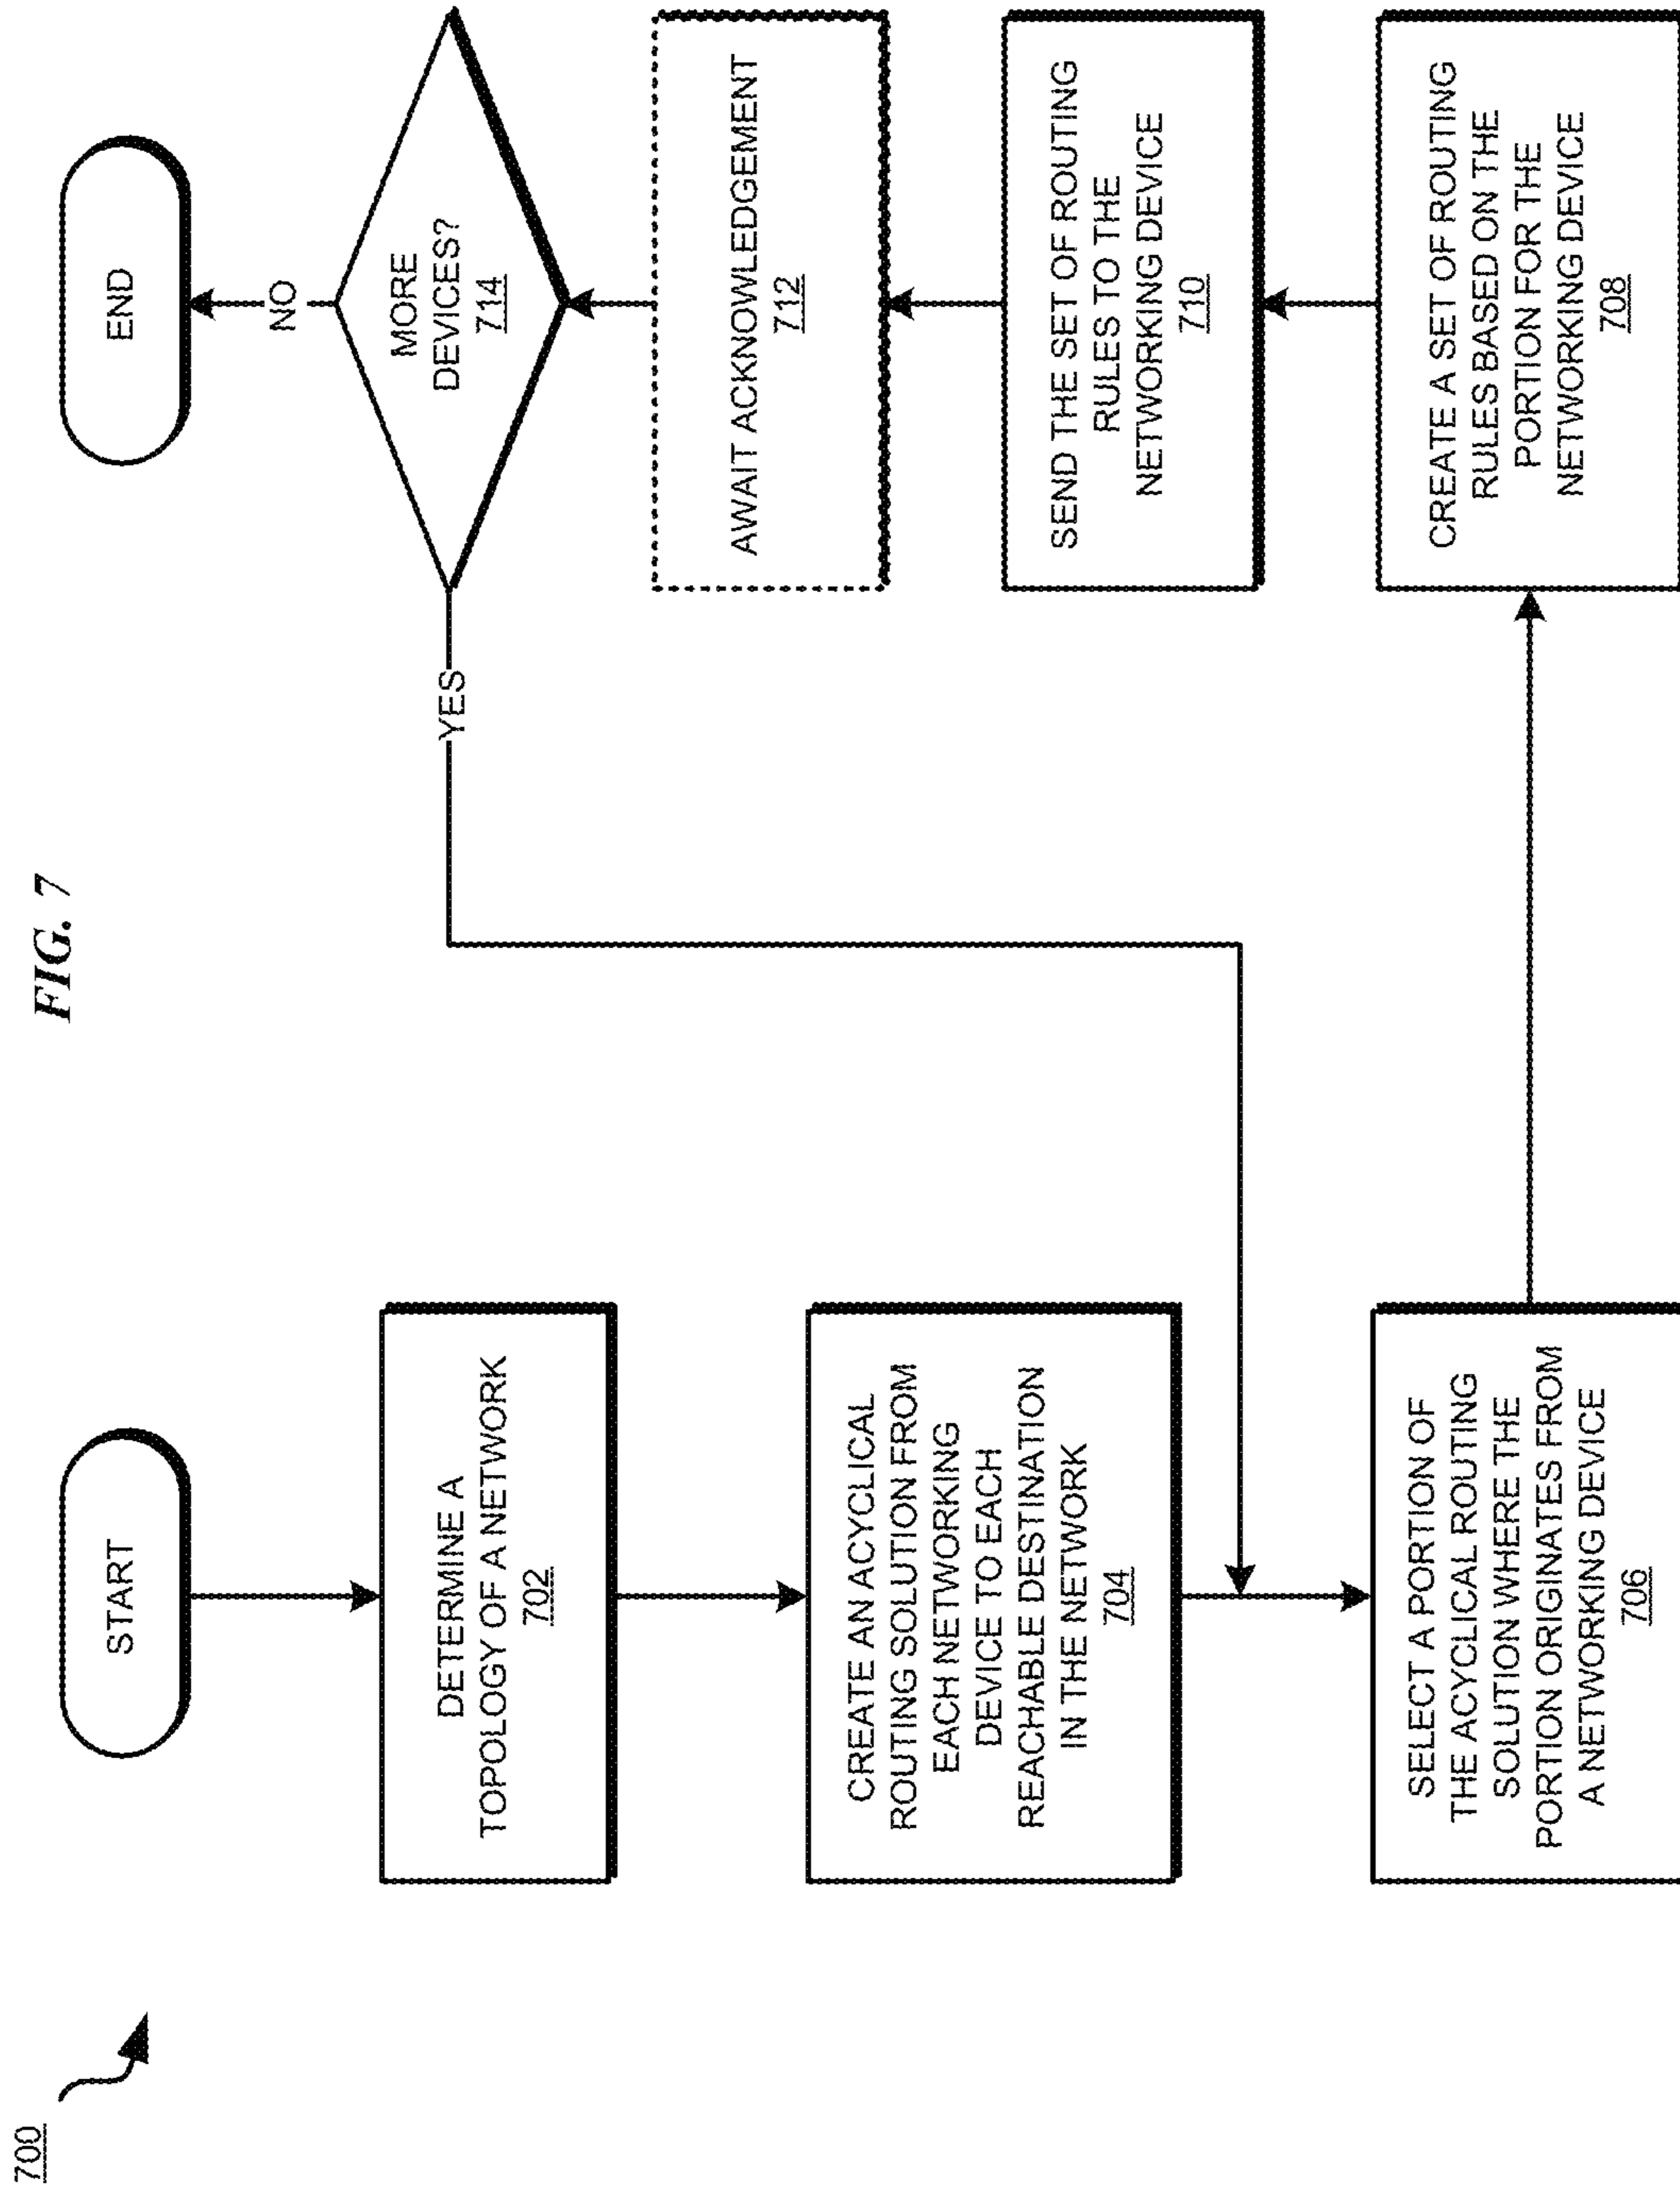 700
FIG. 7
START
DETERMINE A
TOPOLOGY OF A NETWORK
702
CREATE AN ACYLICAL
ROUTING SOLUTION FROM
EACH NETWORKING
DEVICE TO EACH
REACHABLE DESTINATION
IN THE NETWORK
704
SELECT A PORTION OF
THE ACYCLICAL ROUTING
SOLUTION WHERE THE
PORTION ORIGINATES FROM
A NETWORKING DEVICE
706
CREATE A SET OF ROUTING
RULES BASED ON THE
PORTION FOR THE
NETWORKING DEVICE
708
SEND THE SET OF ROUTING
RULES TO THE
NETWORKING DEVICE
710
AWAIT ACKNOWLEDGEMENT
712
MORE
DEVICES?
714
YES
NO
END